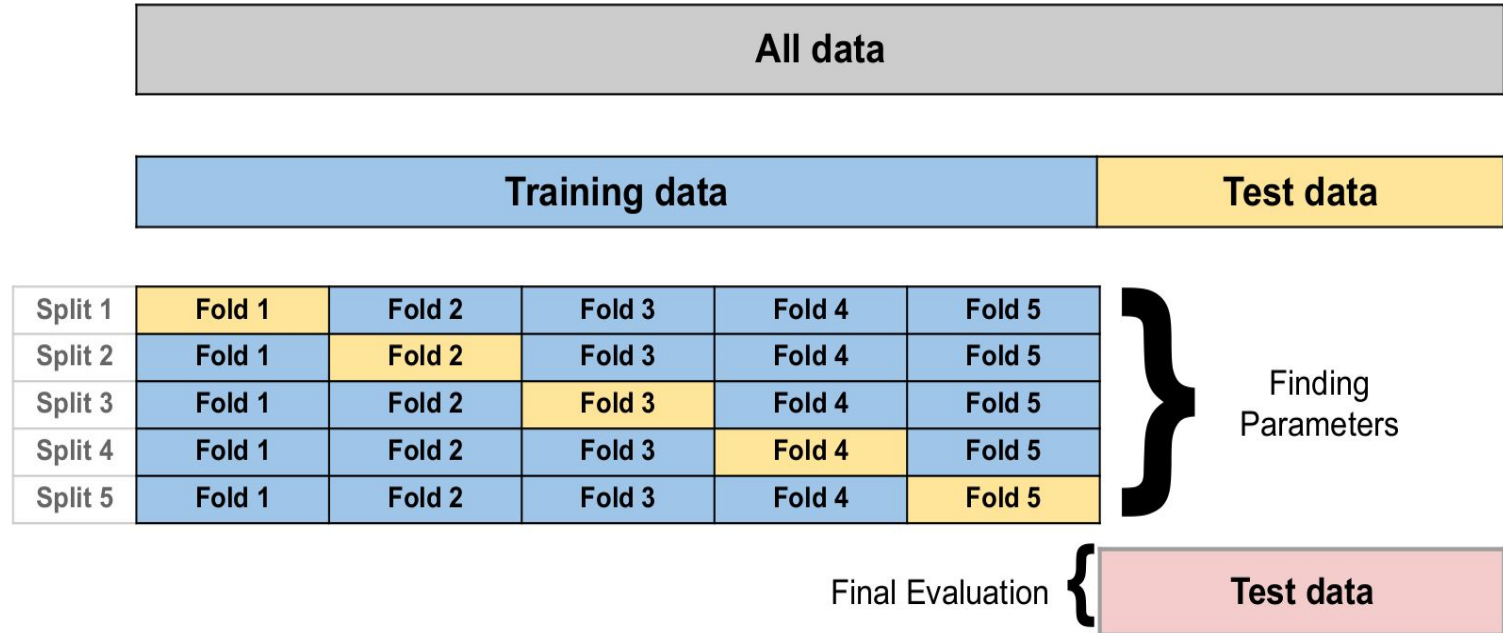 All data
Training data Test data
Split 1 Fold 1 Fold 2 Fold 3 Fold 4 Fold 5
Split 2 Fold 1 Fold 2 Fold 3 Fold 4 Fold 5
Split 3 Fold 1 Fold 2 Fold 3 Fold 4 Fold 5
Split 4 Fold 1 Fold 2 Fold 3 Fold 4 Fold 5
Split 5 Fold 1 Fold 2 Fold 3 Fold 4 Fold 5
Finding
Parameters
Final Evaluation Test data